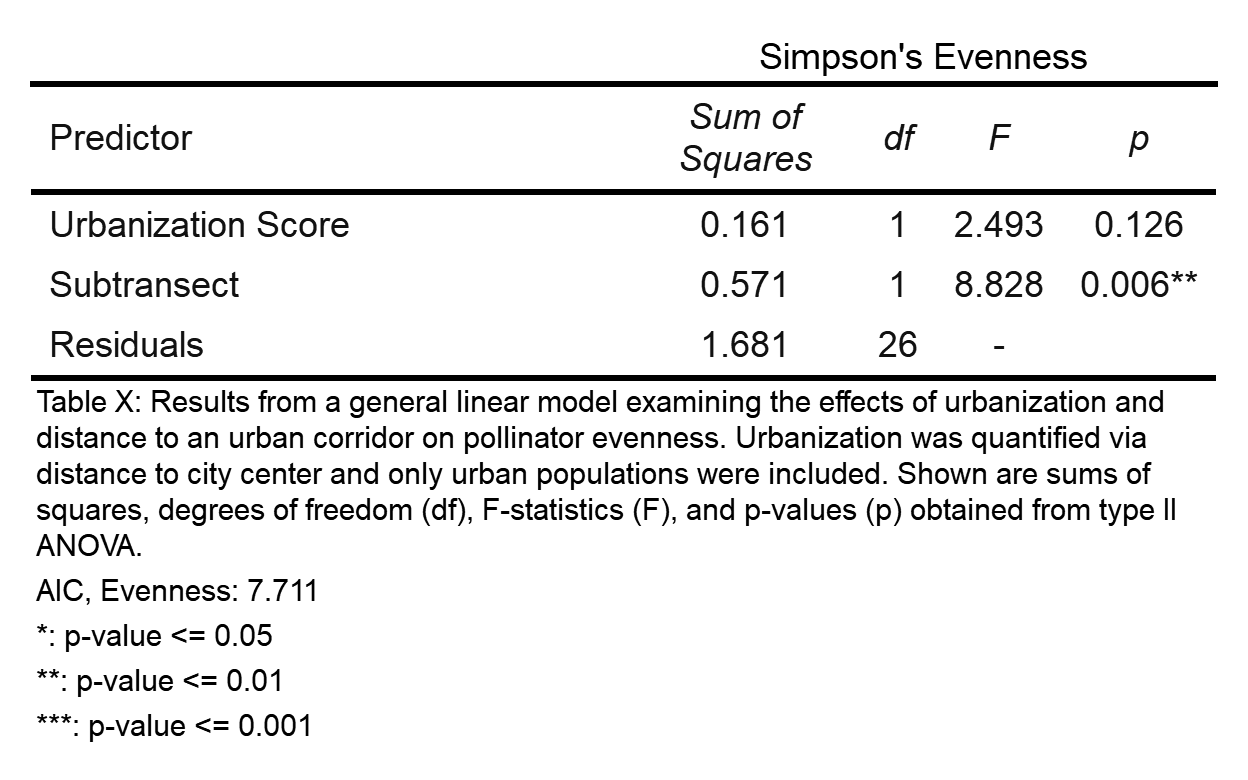 Simpson's Evenness
Predictor Sum of Squares df F p
Urbanization Score 0.161 1 2.493 0.126
Subtransect 0.571 1 8.828 0.006**
Residuals 1.681 26 -
Table X: Results from a general linear model examining the effects of urbanization and
distance to an urban corridor on pollinator evenness. Urbanization was quantified via
distance to city center and only urban populations were included. Shown are sums of
squares, degrees of freedom (df), F-statistics (F), and p-values (p) obtained from type II
ANOVA.
AIC, Evenness: 7.711
*: p-value <= 0.05
**: p-value <= 0.01
***: p-value <= 0.001